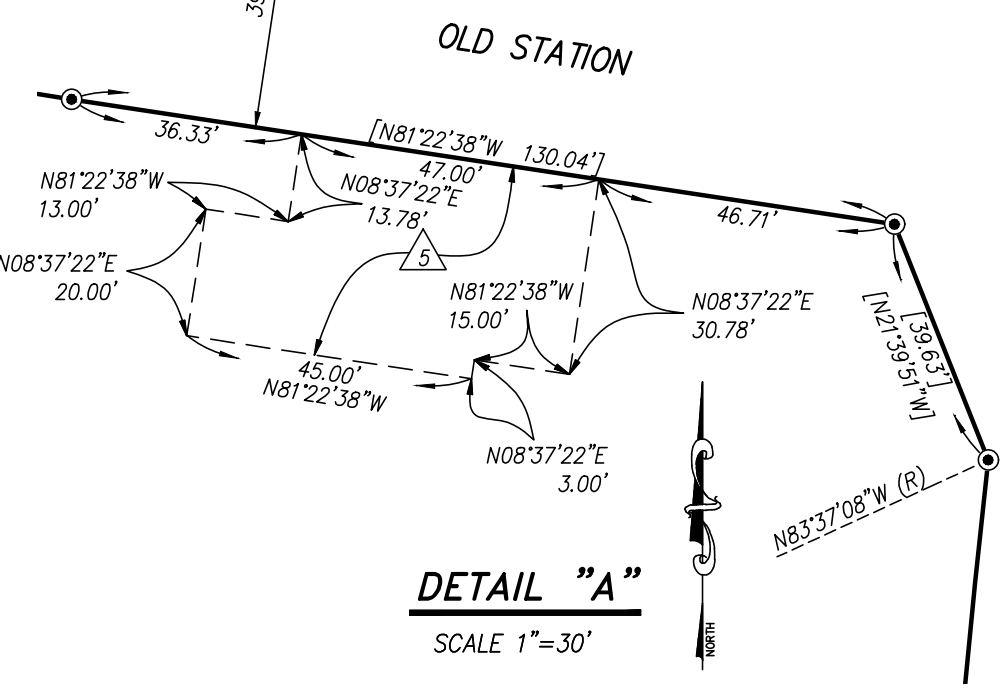 39
OLD STATION
36.33'
[N81°22'38"W 130.04']
47.00'
N81°22'38"W
13.00'
N08°37'22"E
13.78'
46.71'
5
N08°37'22"E
20.00'
N81°22'38"W
15.00'
N08°37'22"E
30.78'
[39.63']
[N21°39'51"W]
45.00'
N81°22'38"W
N08°37'22"E
3.00'
N83°37'08"W (R)
DETAIL "A"
SCALE 1"=30'
NORTH